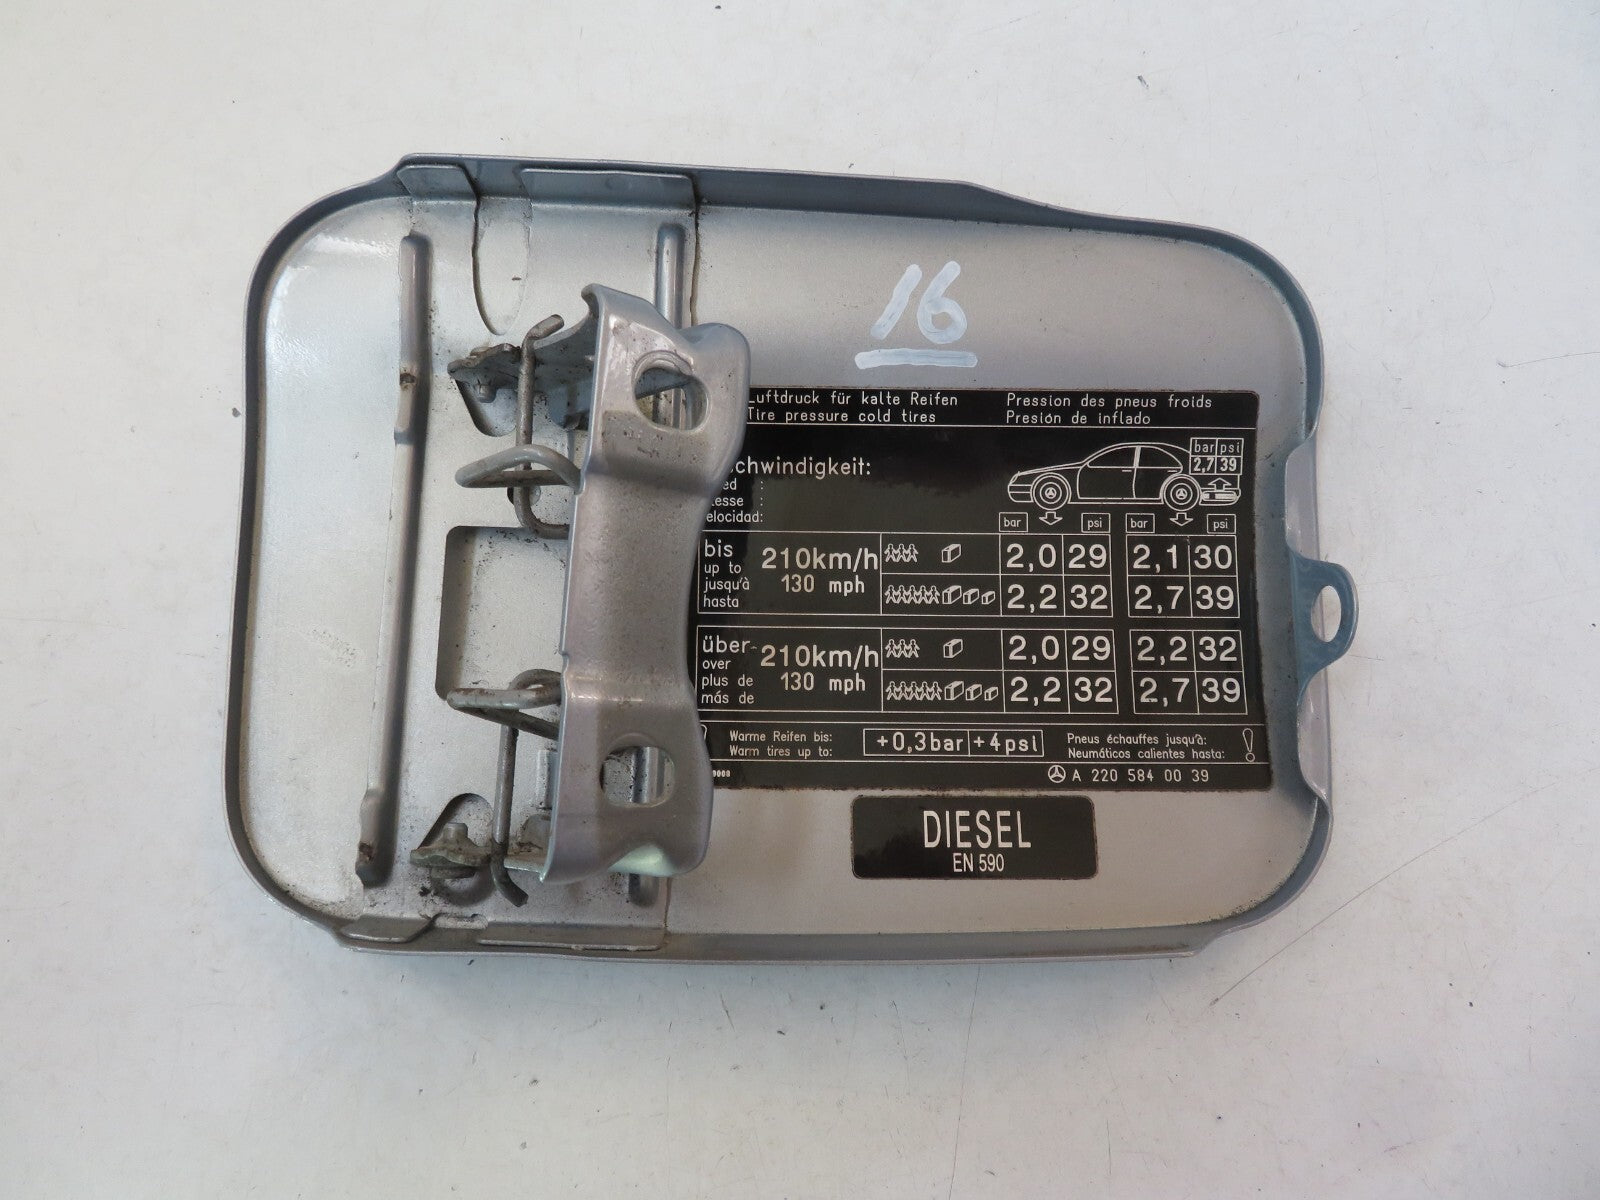 16
Luftdruck für kalte Reifen Pression des pneus froids
Tire pressure cold tires Presión de inflado
bar psi
2,7 39
bar psi bar psi
bis 210km/h 2,0 29 2,1 30
up to 130 mph
jusqu'à
hasta 2,2 32 2,7 39
über 210km/h 2,0 29 2,2 32
over 130 mph
plus de
más de 2,2 32 2,7 39
Warme Reifen bis: +0,3bar +4psi Pneus échauffes jusqu'à: !
Warm tires up to: Neumáticos calientes hasta:
A 220 584 00 39
DIESEL
EN 590